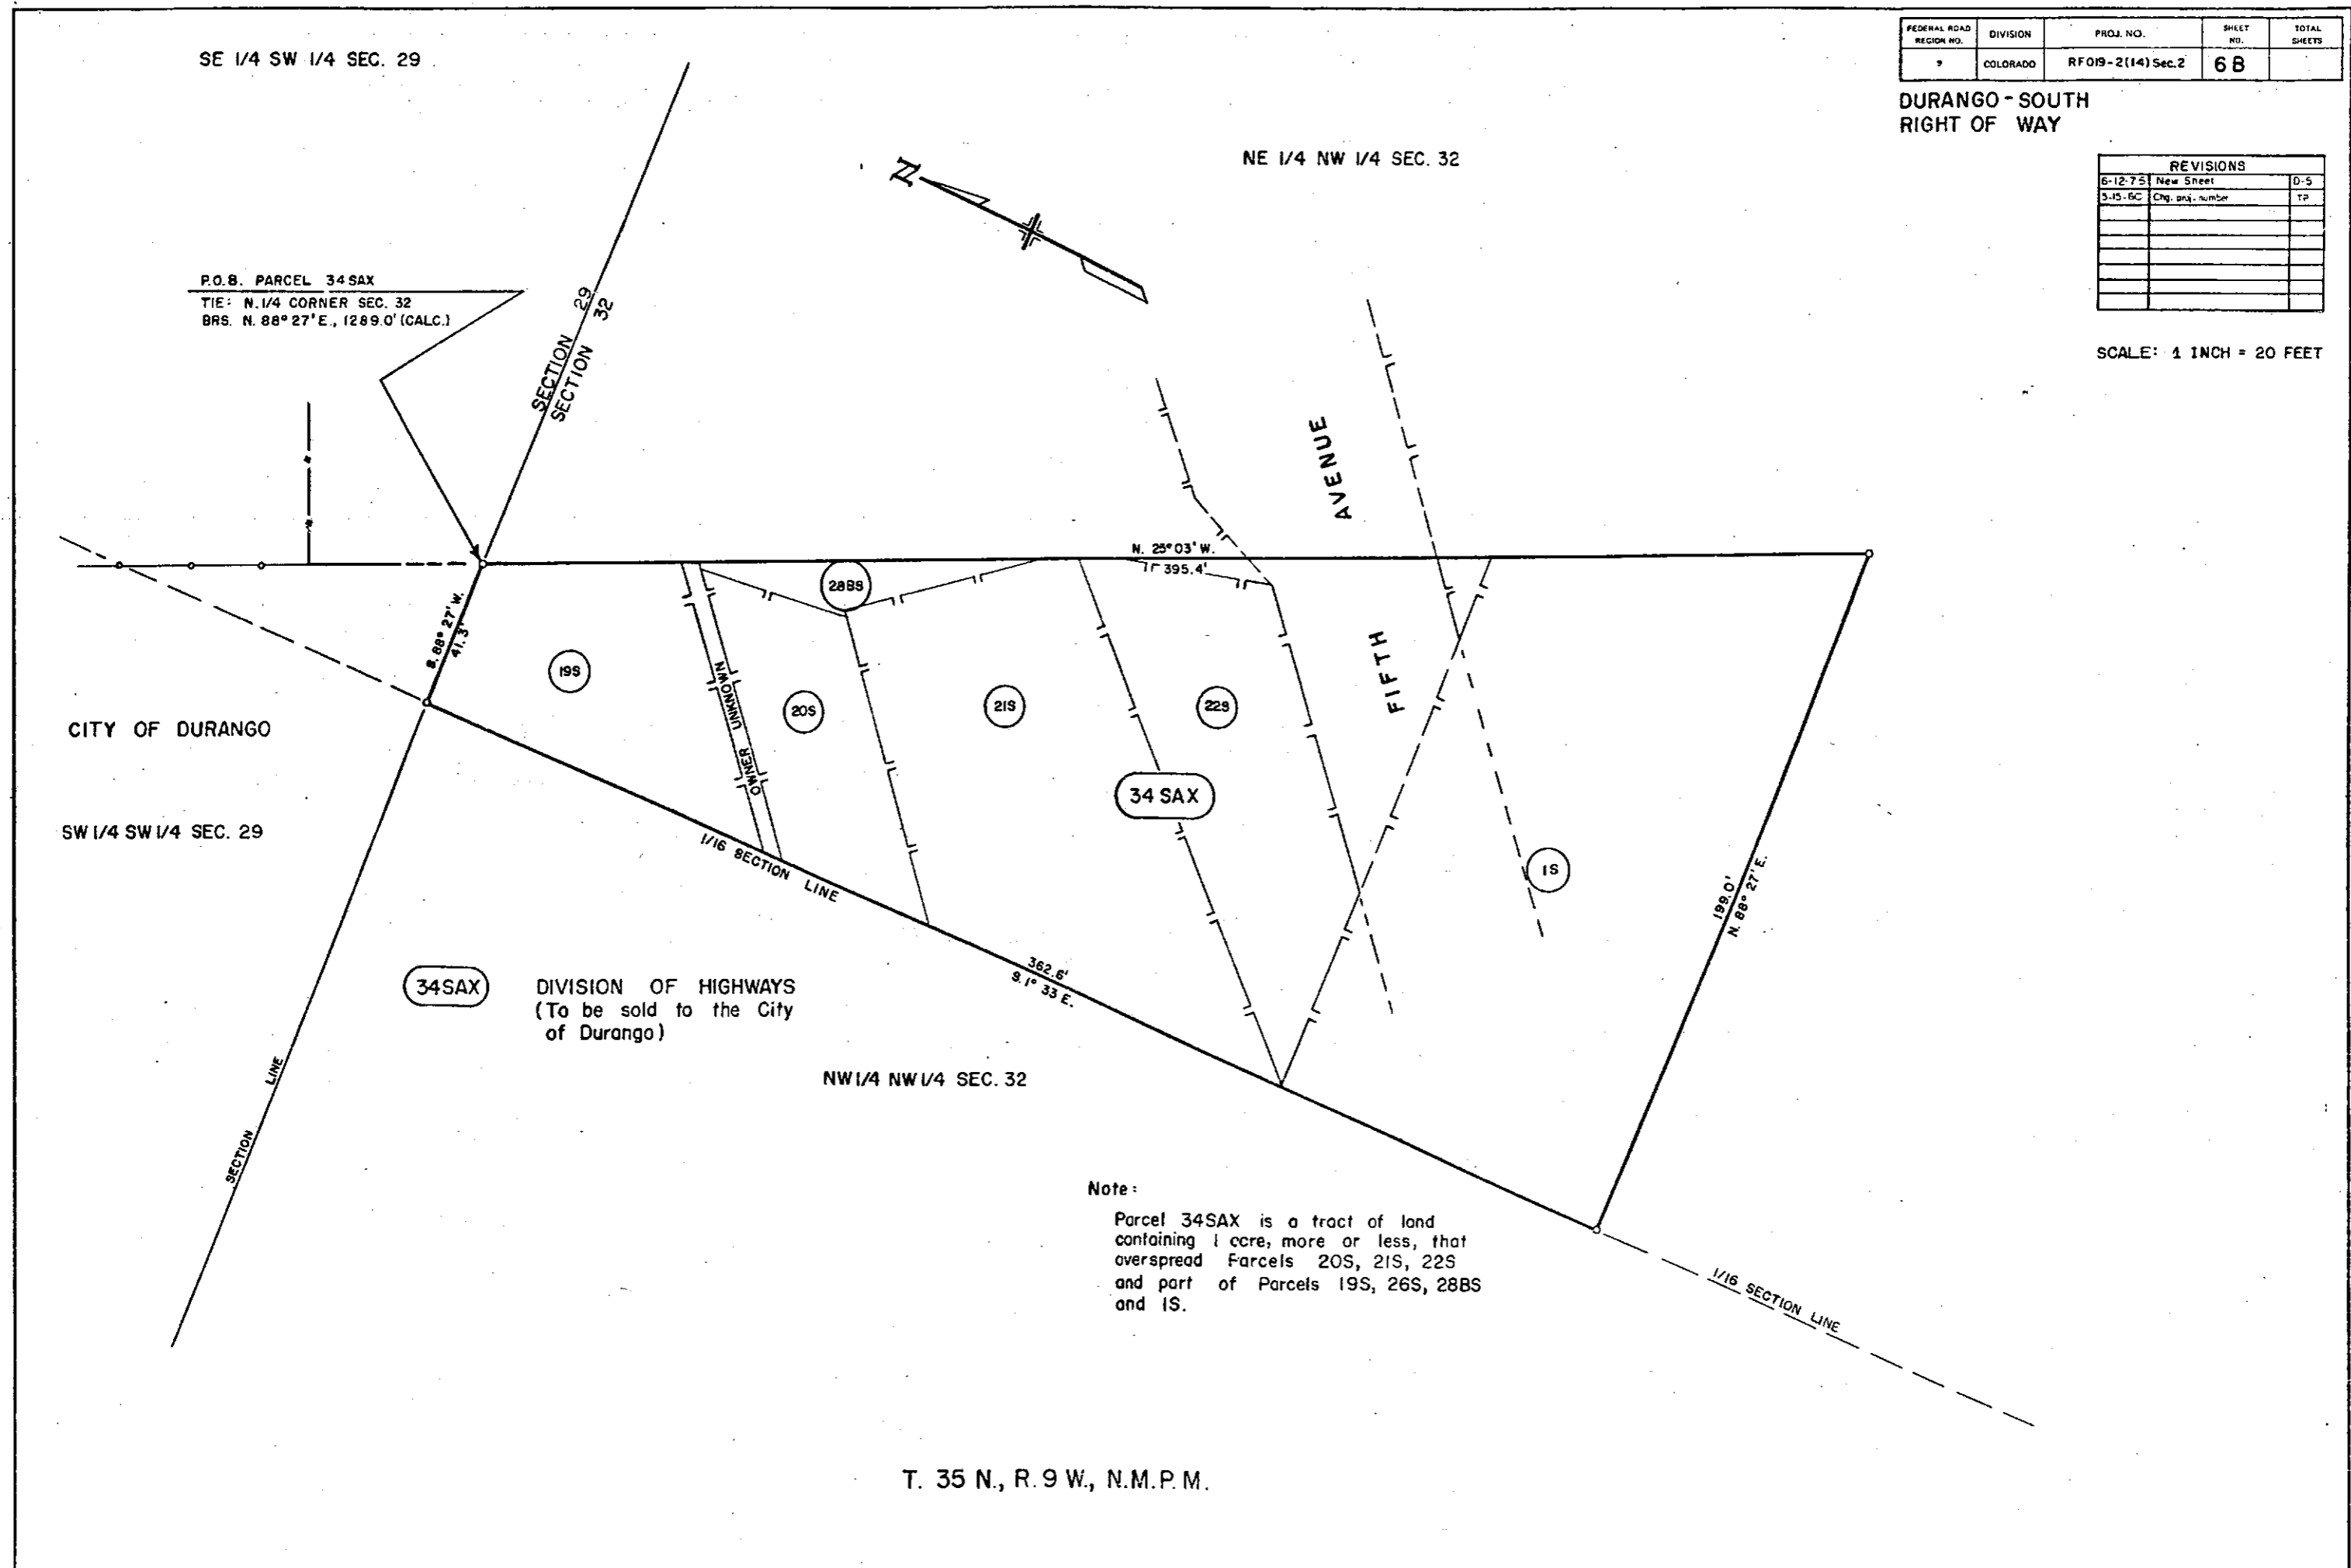 SE 1/4 SW 1/4 SEC. 29
FEDERAL ROAD REGION NO.
DIVISION
PROJ. NO.
SHEET NO.
TOTAL SHEETS
9
COLORADO
RF019-2(14) Sec.2
6B
DURANGO-SOUTH
RIGHT OF WAY
REVISIONS
6-12-75 New Sheet D-5
Chg. proj. number TP
SCALE: 1 INCH = 20 FEET
NE 1/4 NW 1/4 SEC. 32
N
P.O.B. PARCEL 34SAX
TIE: N.1/4 CORNER SEC. 32
BRS. N. 88° 27' E., 1289.0' (CALC.)
SECTION 29
SECTION 32
AVENUE
FIFTH
N. 25° 03' W.
395.4'
28BS
S. 88° 27' W.
41.3'
19S
OWNER UNKNOWN
20S
21S
22S
34 SAX
1S
CITY OF DURANGO
SW 1/4 SW 1/4 SEC. 29
1/16 SECTION LINE
199.0'
N. 88° 27' E.
362.6'
S. 1° 33 E.
34SAX
DIVISION OF HIGHWAYS
(To be sold to the City
of Durango)
SECTION LINE
NW 1/4 NW 1/4 SEC. 32
Note:
Parcel 34SAX is a tract of land
containing 1 acre, more or less, that
overspread Parcels 20S, 21S, 22S
and part of Parcels 19S, 26S, 28BS
and 1S.
1/16 SECTION LINE
T. 35 N., R. 9 W., N.M.P.M.